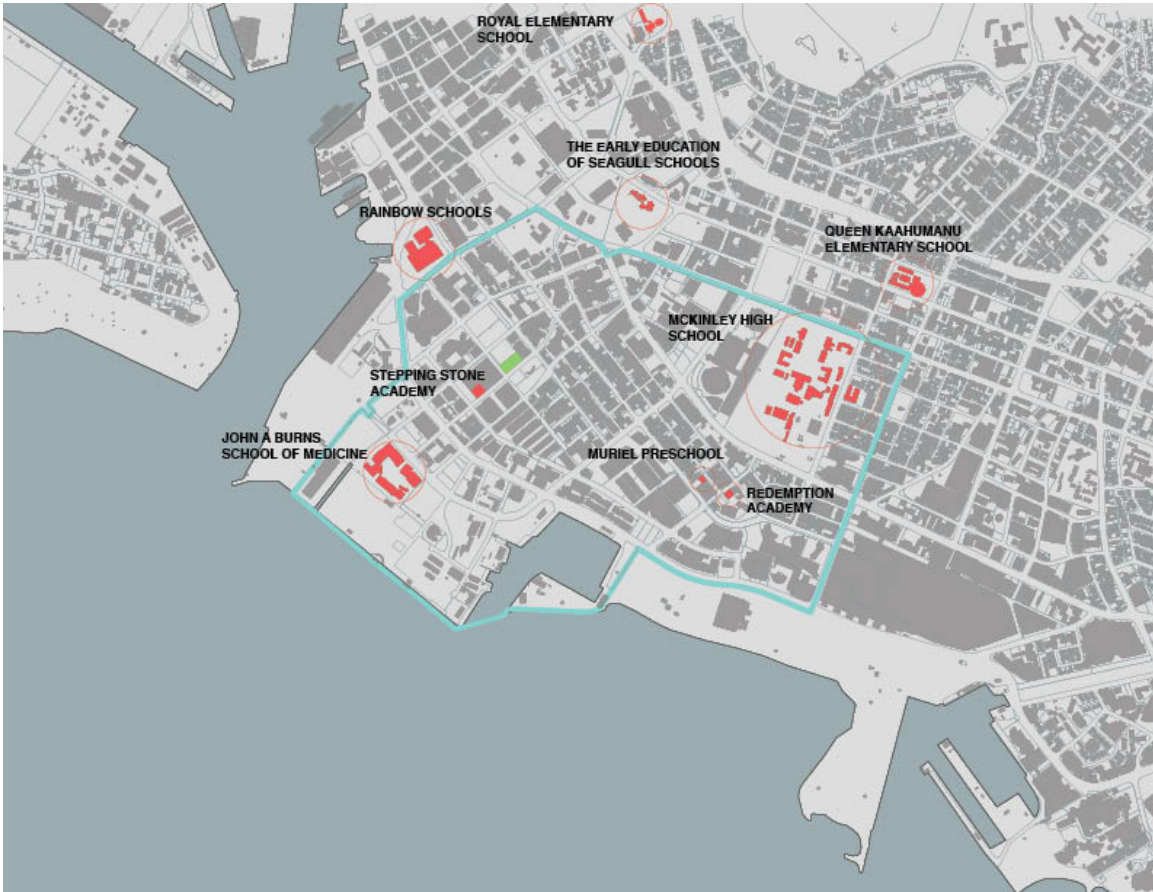 ROYAL ELEMENTARY
SCHOOL
THE EARLY EDUCATION
OF SEAGULL SCHOOLS
RAINBOW SCHOOLS
QUEEN KAAHUMANU
ELEMENTARY SCHOOL
MCKINLEY HIGH
SCHOOL
STEPPING STONE
ACADEMY
JOHN A BURNS
SCHOOL OF MEDICINE
MURIEL PRESCHOOL
REDEMPTION
ACADEMY